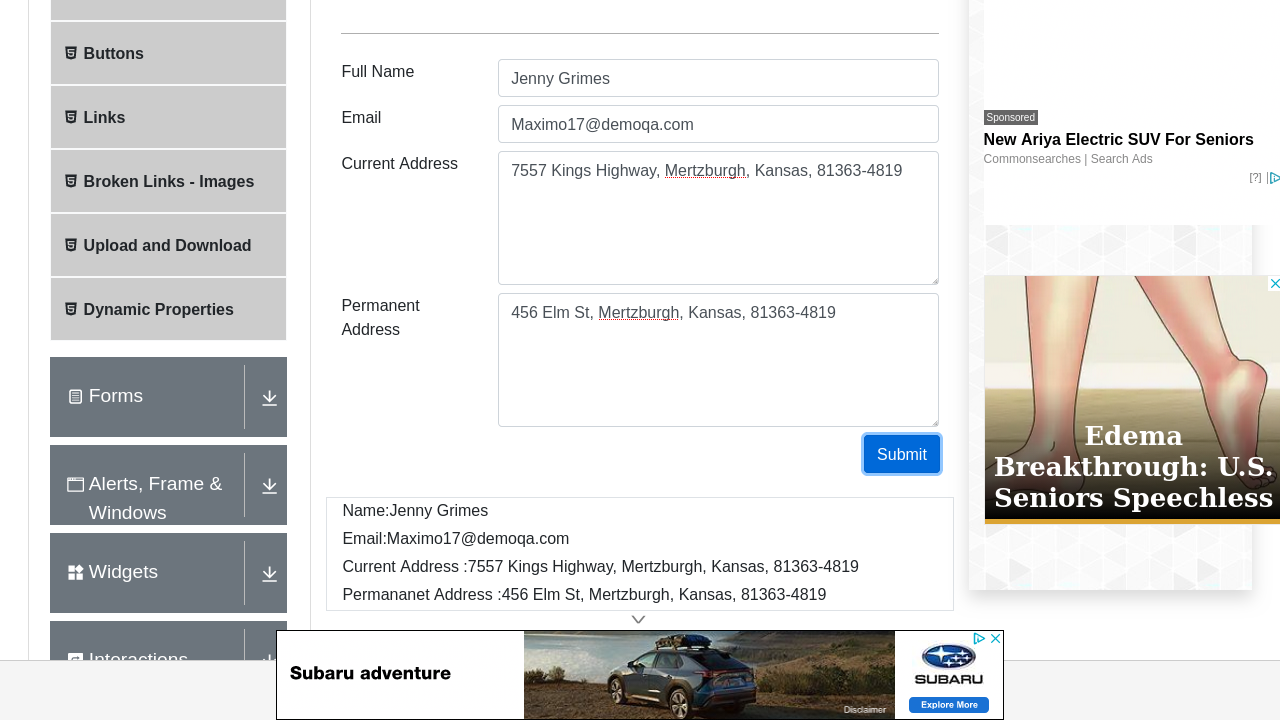 Buttons
Links
Broken Links - Images
Upload and Download
Dynamic Properties
Forms
Alerts, Frame &
Windows
Widgets
Interactions
Full Name
Jenny Grimes
Email
Maximo17@demoqa.com
Current Address
7557 Kings Highway, Mertzburgh, Kansas, 81363-4819
Permanent
Address
456 Elm St, Mertzburgh, Kansas, 81363-4819
Submit
Name:Jenny Grimes
Email:Maximo17@demoqa.com
Current Address :7557 Kings Highway, Mertzburgh, Kansas, 81363-4819
Permananet Address :456 Elm St, Mertzburgh, Kansas, 81363-4819
Sponsored
New Ariya Electric SUV For Seniors
Commonsearches | Search Ads
[?]
Edema
Breakthrough: U.S.
Seniors Speechless
Subaru adventure
Disclaimer
SUBARU
Explore More